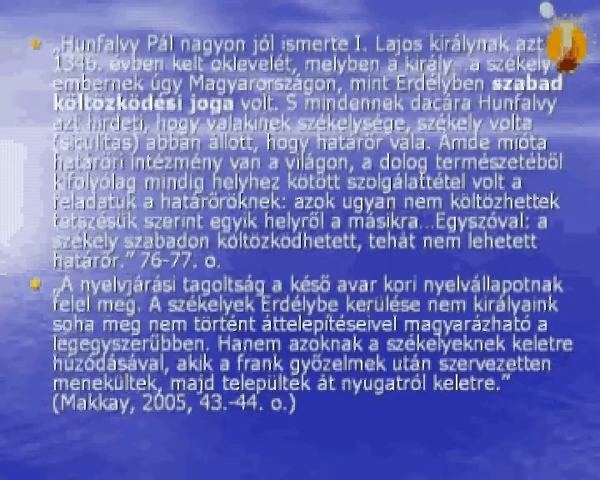 „Hunfalvy Pál nagyon jól ismerte I. Lajos királynak azt
1346. évben kelt oklevelét, melyben a király...a székely
embernek úgy Magyarországon, mint Erdélyben szabad
költözködési joga volt. S mindennek dacára Hunfalvy
azt hirdeti, hogy valakinek székelysége, székely volta
(siculitas) abban állott, hogy határőr vala. Ámde mióta
határőri intézmény van a világon, a dolog természetéből
kifolyólag mindig helyhez kötött szolgálattétel volt a
feladatuk a határőröknek: azok ugyan nem költözhettek
tetszésük szerint egyik helyről a másikra...Egyszóval: a
székely szabadon költözködhetett, tehát nem lehetett
határőr.” 76-77. o.
„A nyelvjárási tagoltság a késő avar kori nyelvállapotnak
felel meg. A székelyek Erdélybe kerülése nem királyaink
soha meg nem történt áttelepítéseivel magyarázható a
legegyszerűbben. Hanem azoknak a székelyeknek keletre
húzódásával, akik a frank győzelmek után szervezetten
menekültek, majd települtek át nyugatról keletre.”
(Makkay, 2005, 43.-44. o.)